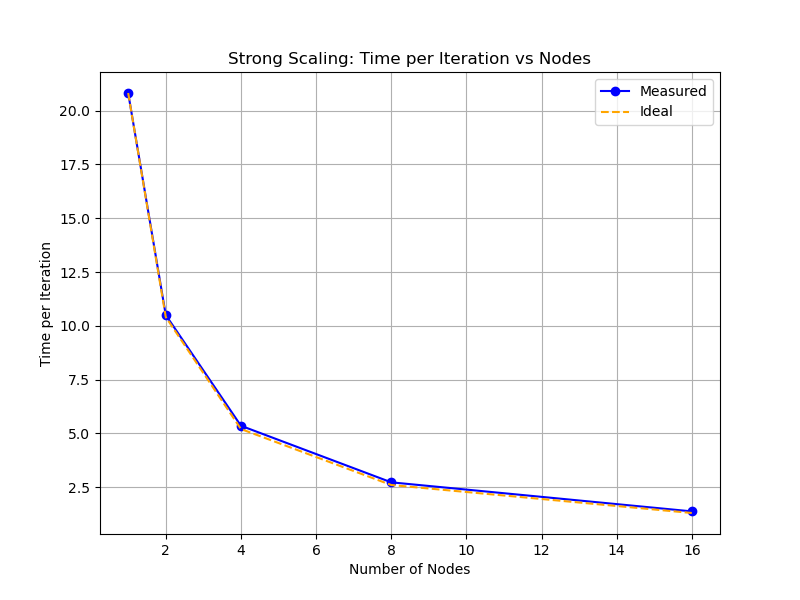 Strong Scaling: Time per Iteration vs Nodes
Measured
Ideal
Time per Iteration
20.0
17.5
15.0
12.5
10.0
7.5
5.0
2.5
2 4 6 8 10 12 14 16
Number of Nodes